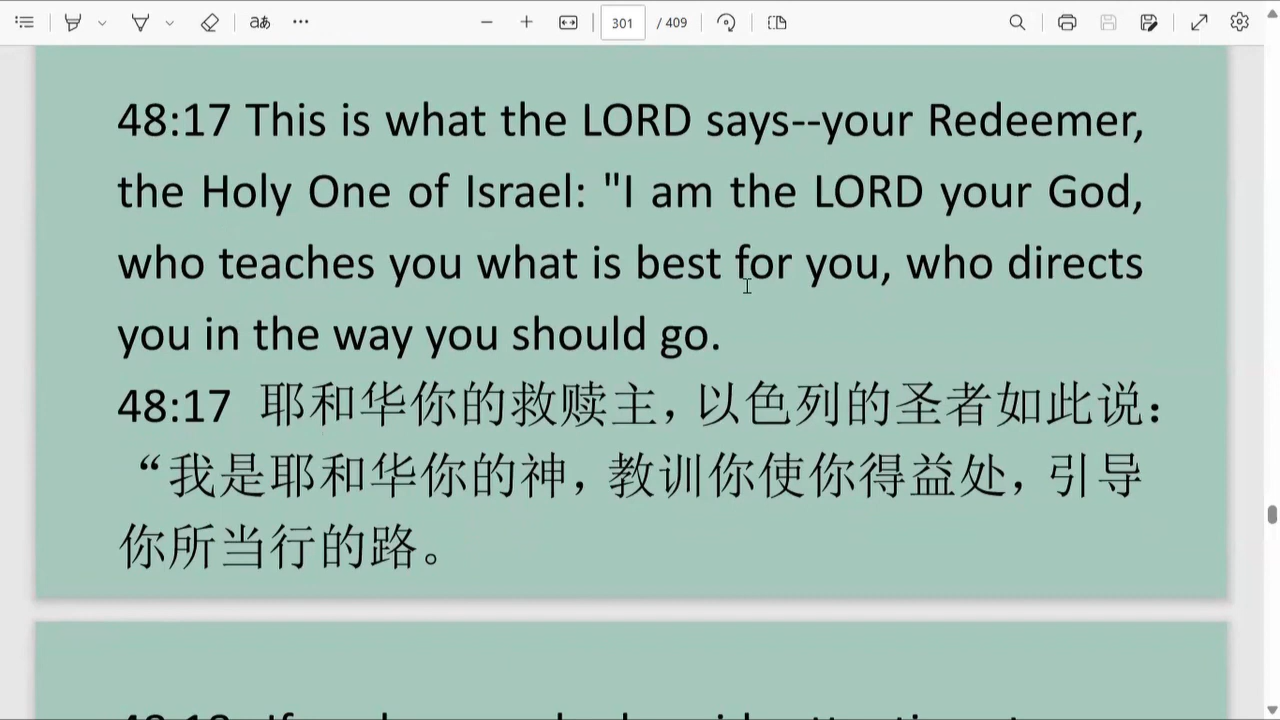 aあ
301 / 409
48:17 This is what the LORD says--your Redeemer,
the Holy One of Israel: "I am the LORD your God,
who teaches you what is best for you, who directs
you in the way you should go.
48:17 耶和华你的救赎主，以色列的圣者如此说：
“我是耶和华你的神，教训你使你得益处，引导
你所当行的路。